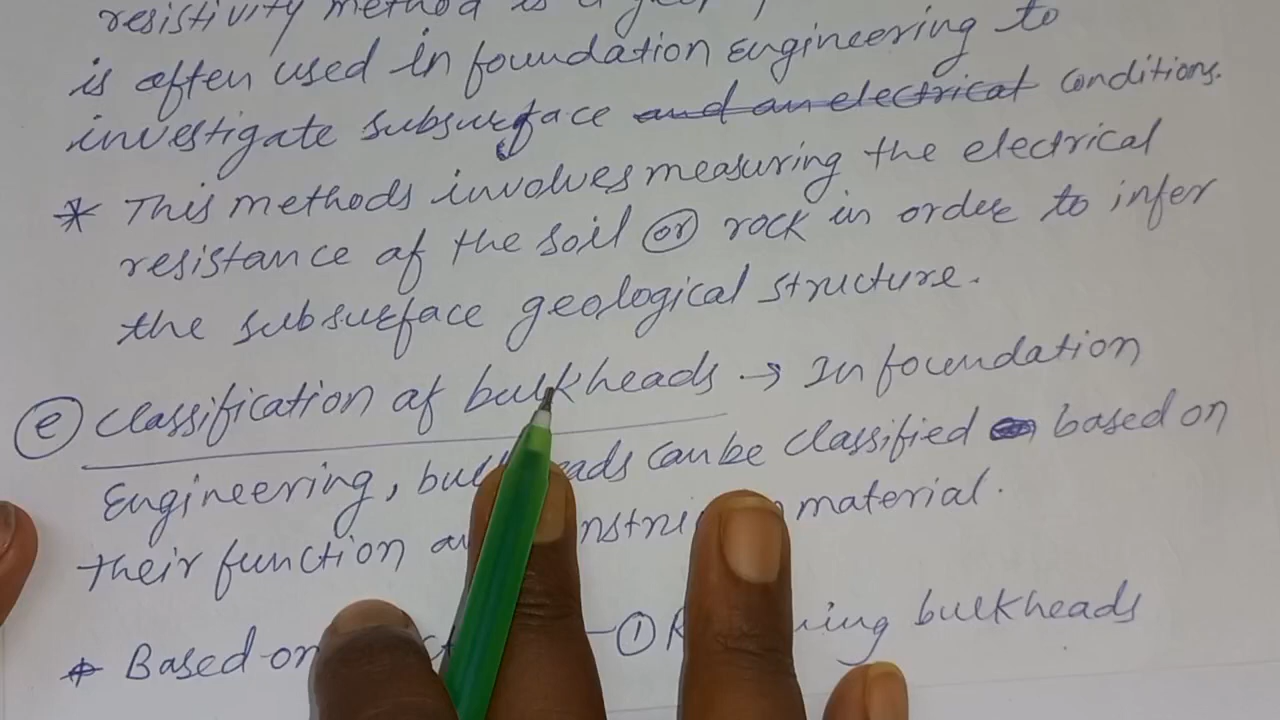 resistivity method is a
is often used in foundation Engineering to
investigate subsurface and an electrical conditions.
* This methods involves measuring the electrical
resistance of the soil or rock in order to infer
the subsurface geological structure.
e Classification of bulkheads → In foundation
Engineering, bulkheads can be classified based on
their function material.
* Based on ① bulkheads